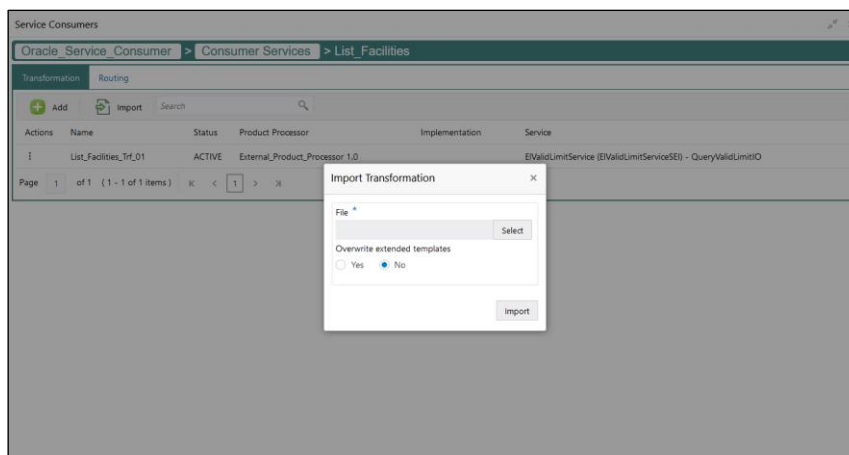 Service Consumers
Oracle_Service_Consumer > Consumer Services > List_Facilities
Transformation Routing
Add Import Search
Actions Name Status Product Processor Implementation Service
List_Facilities_Trf_01 ACTIVE External_Product_Processor 1.0 ElValidLimitService (ElValidLimitServiceSEI) - QueryValidLimitIO
Page 1 of 1 (1 - 1 of 1 items) 1
Import Transformation
File *
Select
Overwrite extended templates
Yes No
Import